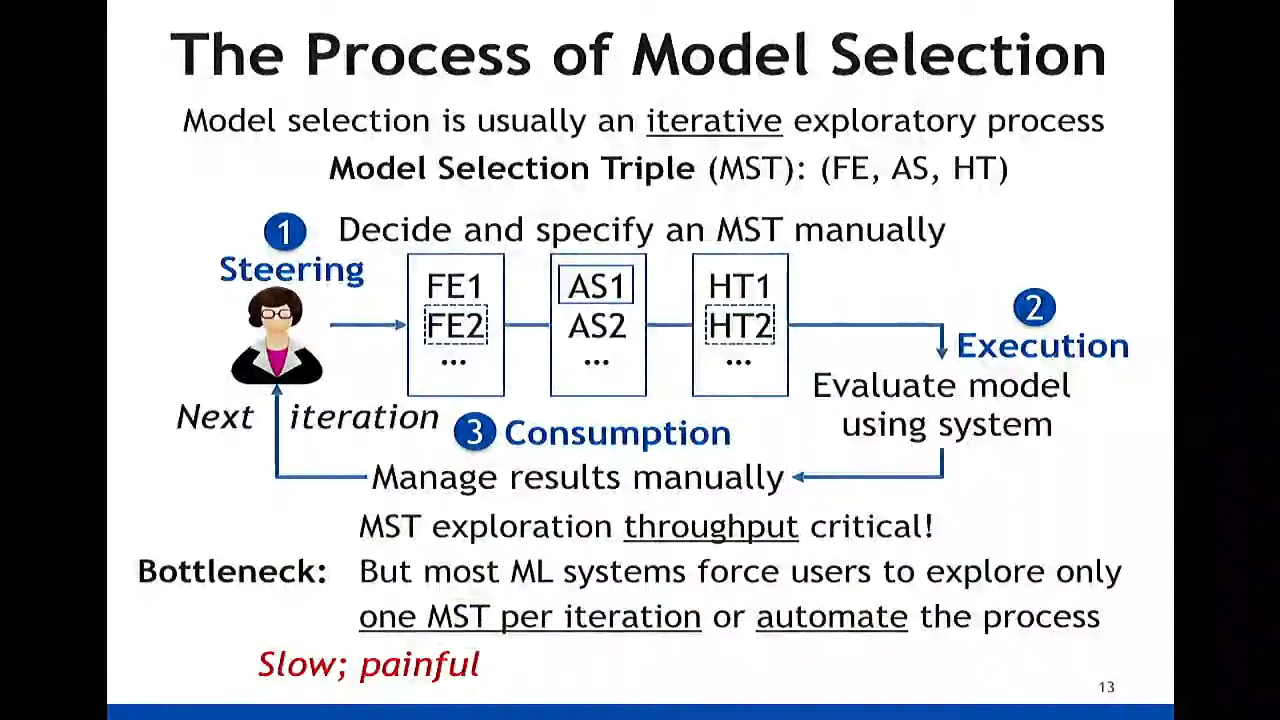 The Process of Model Selection
Model selection is usually an iterative exploratory process
Model Selection Triple (MST): (FE, AS, HT)
1 Decide and specify an MST manually
Steering
FE1 AS1 HT1
FE2 AS2 HT2
... ... ...
2
Execution
Evaluate model
using system
Next iteration
3 Consumption
Manage results manually
MST exploration throughput critical!
Bottleneck: But most ML systems force users to explore only
one MST per iteration or automate the process
Slow; painful
13